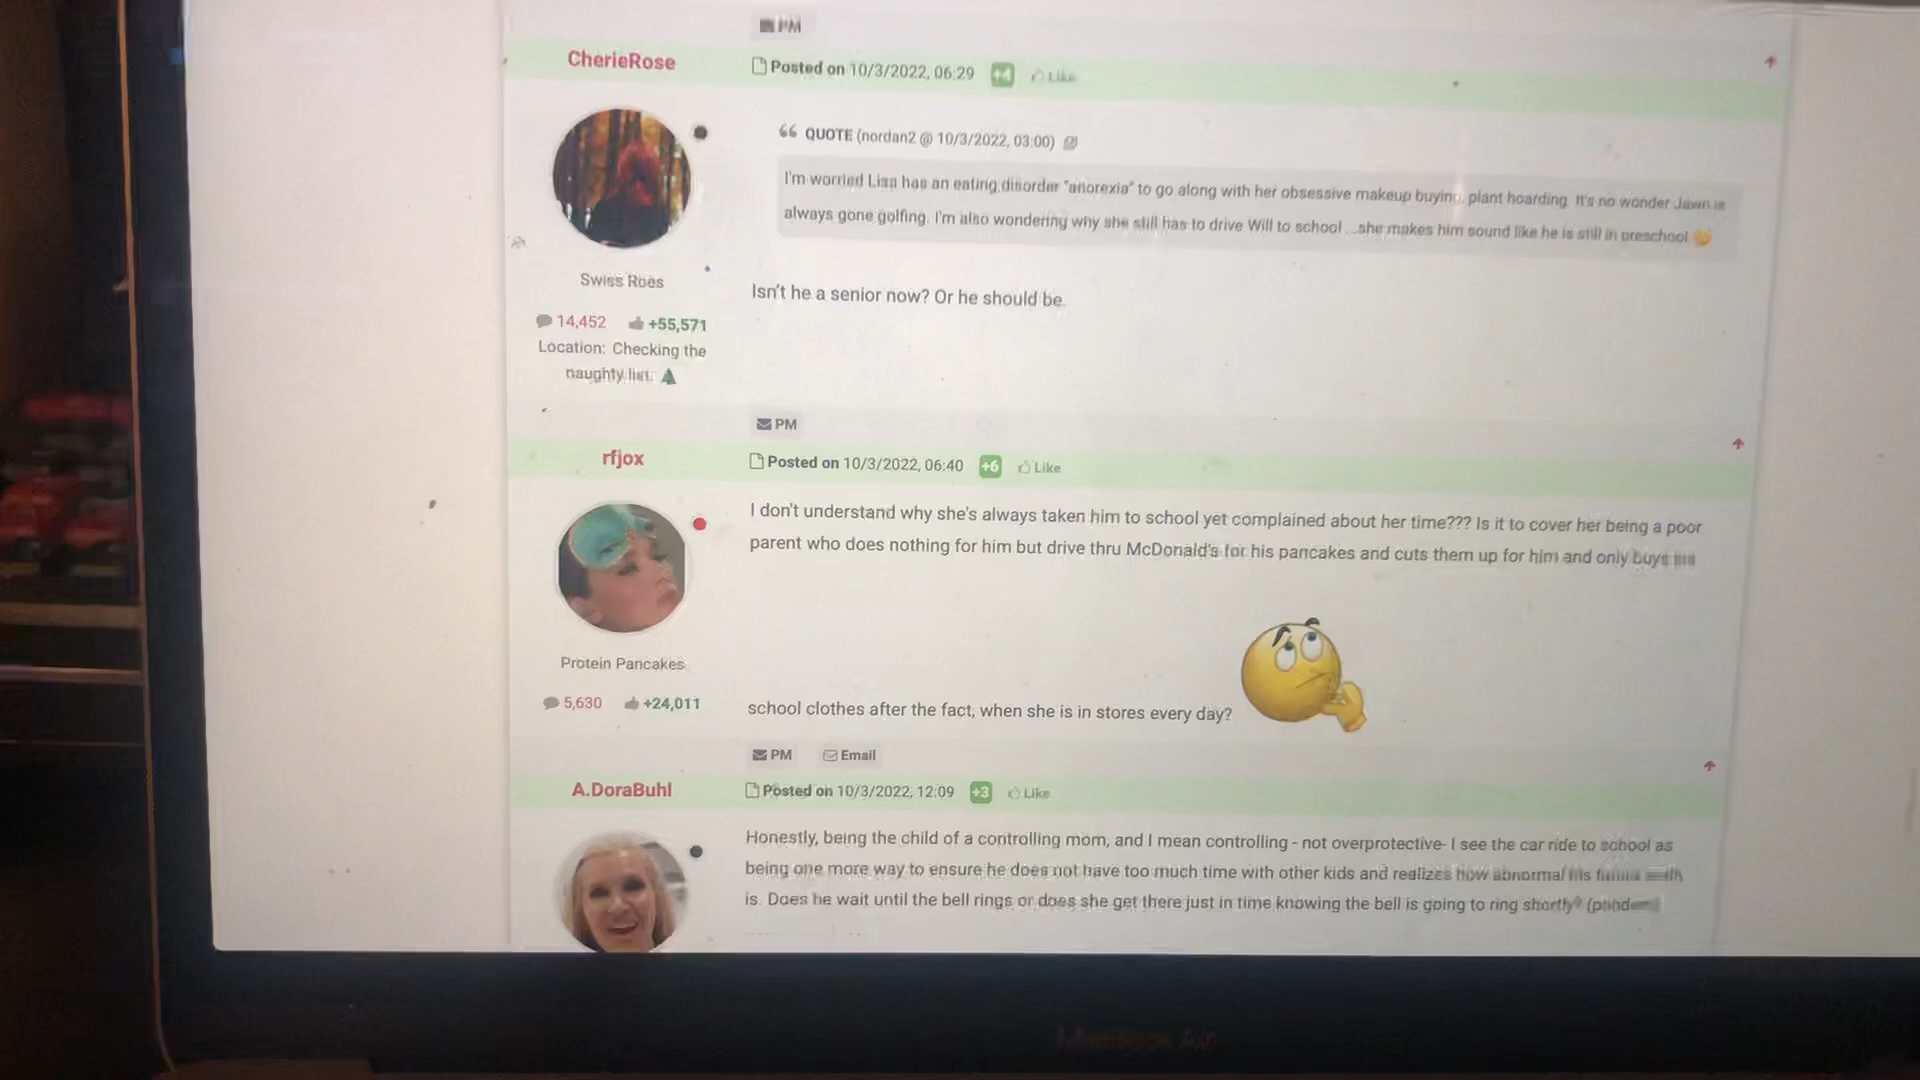 PM
CherieRose
Posted on 10/3/2022, 06:29 +4 Like
QUOTE (nordan2 @ 10/3/2022, 03:00)
I'm worried Lisa has an eating disorder "anorexia" to go along with her obsessive makeup buying, plant hoarding. It's no wonder Jawn is
always gone golfing. I'm also wondering why she still has to drive Will to school ...she makes him sound like he is still in preschool
Isn't he a senior now? Or he should be.
Swiss Roes
14,452 +55,571
Location: Checking the
naughty list.
PM
rfjox
Posted on 10/3/2022, 06:40 +6 Like
I don't understand why she's always taken him to school yet complained about her time??? Is it to cover her being a poor
parent who does nothing for him but drive thru McDonald's for his pancakes and cuts them up for him and only buys
school clothes after the fact, when she is in stores every day?
Protein Pancakes
5,630 +24,011
PM Email
A.DoraBuhl
Posted on 10/3/2022, 12:09 +3 Like
Honestly, being the child of a controlling mom, and I mean controlling - not overprotective- I see the car ride to school as
being one more way to ensure he does not have too much time with other kids and realizes how abnormal his
is. Does he wait until the bell rings or does she get there just in time knowing the bell is going to ring shortly?
MacBook Air